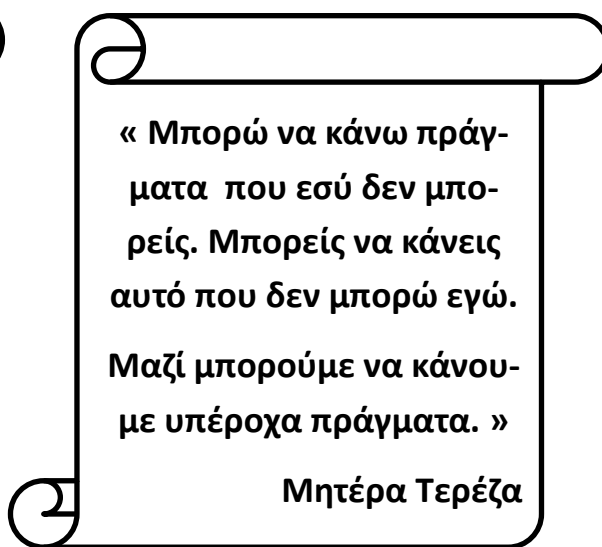 « Μπορώ να κάνω πράγ-
ματα  που εσύ δεν μπο-
ρείς. Μπορείς να κάνεις
αυτό που δεν μπορώ εγώ.
Μαζί μπορούμε να κάνου-
με υπέροχα πράγματα. »
Μητέρα Τερέζα